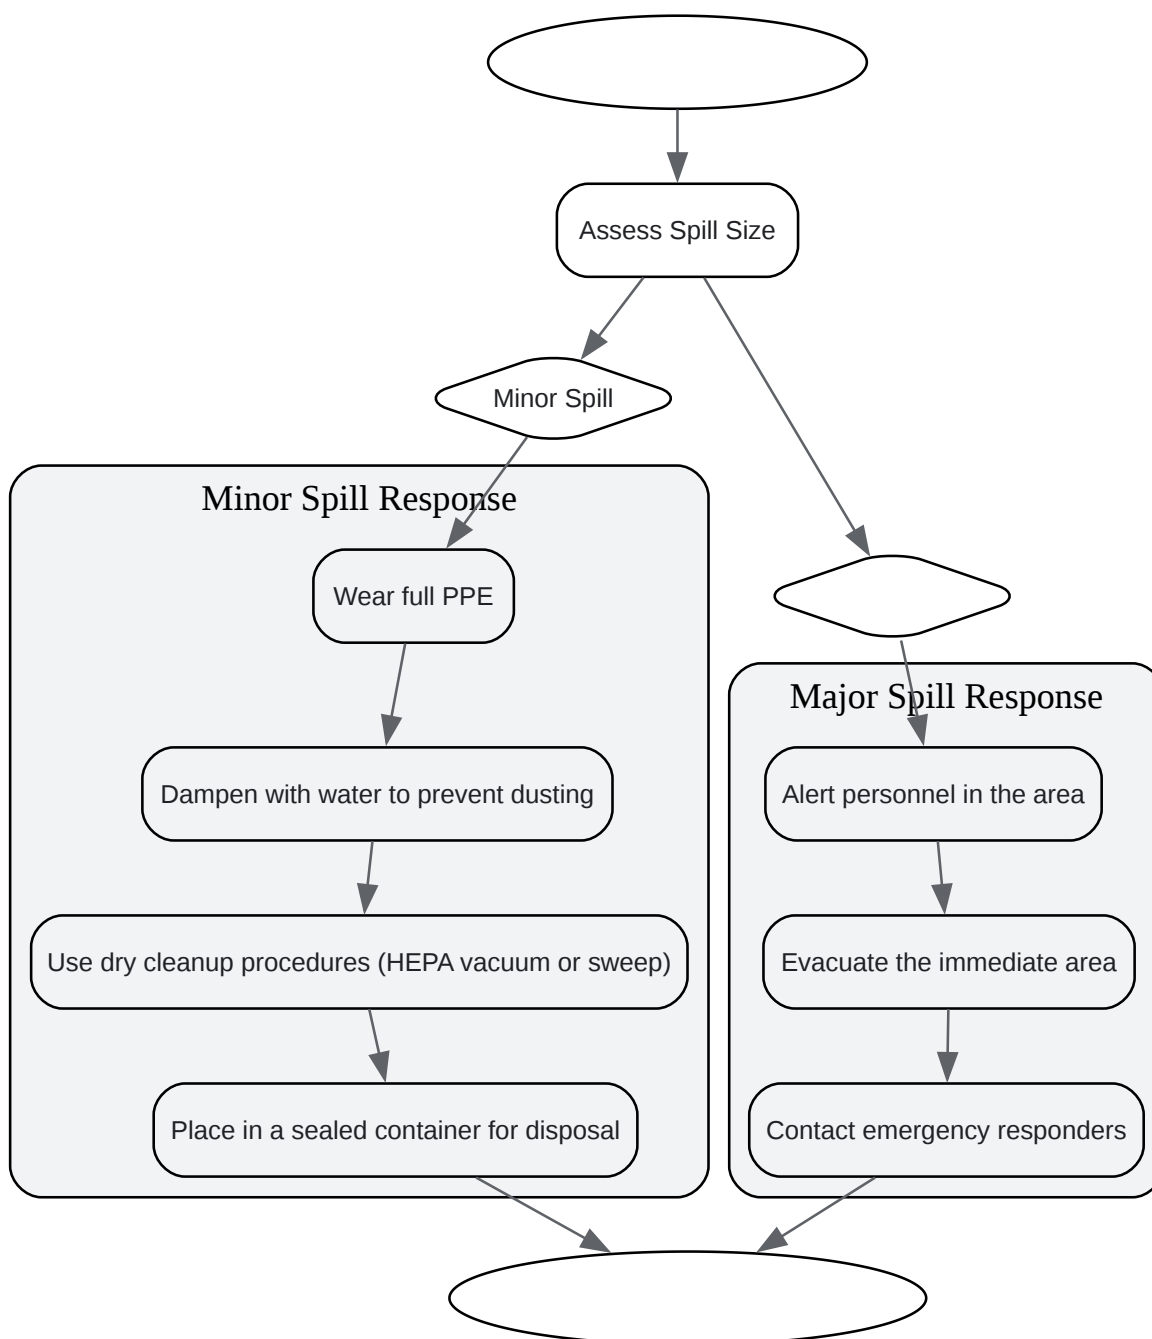 Assess Spill Size
Minor Spill
Minor Spill Response
Wear full PPE
Dampen with water to prevent dusting
Use dry cleanup procedures (HEPA vacuum or sweep)
Place in a sealed container for disposal
Major Spill Response
Alert personnel in the area
Evacuate the immediate area
Contact emergency responders